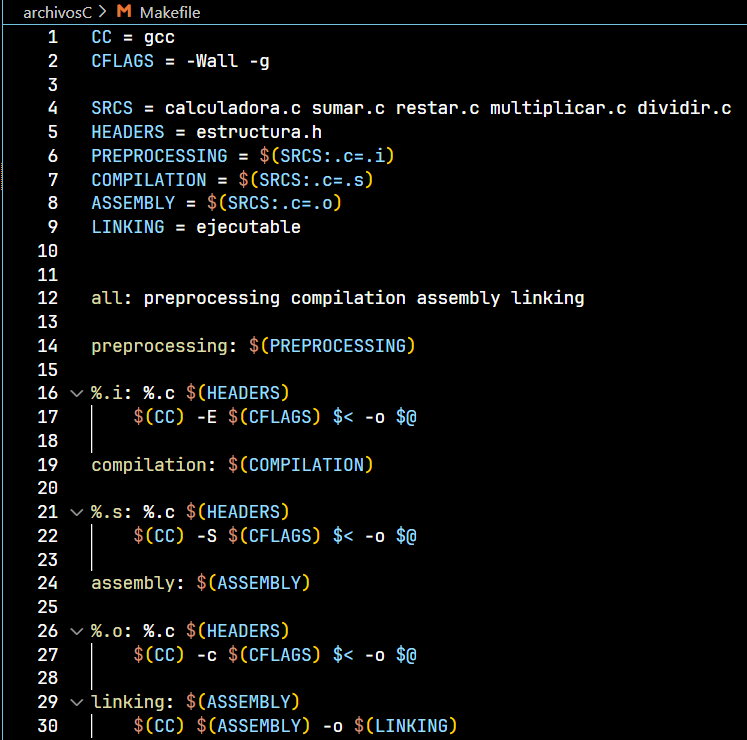 archivosC > M Makefile
1 CC = gcc
2 CFLAGS = -Wall -g
3
4 SRCS = calculadora.c sumar.c restar.c multiplicar.c dividir.c
5 HEADERS = estructura.h
6 PREPROCESSING = $(SRCS:.c=.i)
7 COMPILATION = $(SRCS:.c=.s)
8 ASSEMBLY = $(SRCS:.c=.o)
9 LINKING = ejecutable
10
11
12 all: preprocessing compilation assembly linking
13
14 preprocessing: $(PREPROCESSING)
15
16 %.i: %.c $(HEADERS)
17 $(CC) -E $(CFLAGS) $< -o $@
18
19 compilation: $(COMPILATION)
20
21 %.s: %.c $(HEADERS)
22 $(CC) -S $(CFLAGS) $< -o $@
23
24 assembly: $(ASSEMBLY)
25
26 %.o: %.c $(HEADERS)
27 $(CC) -c $(CFLAGS) $< -o $@
28
29 linking: $(ASSEMBLY)
30 $(CC) $(ASSEMBLY) -o $(LINKING)